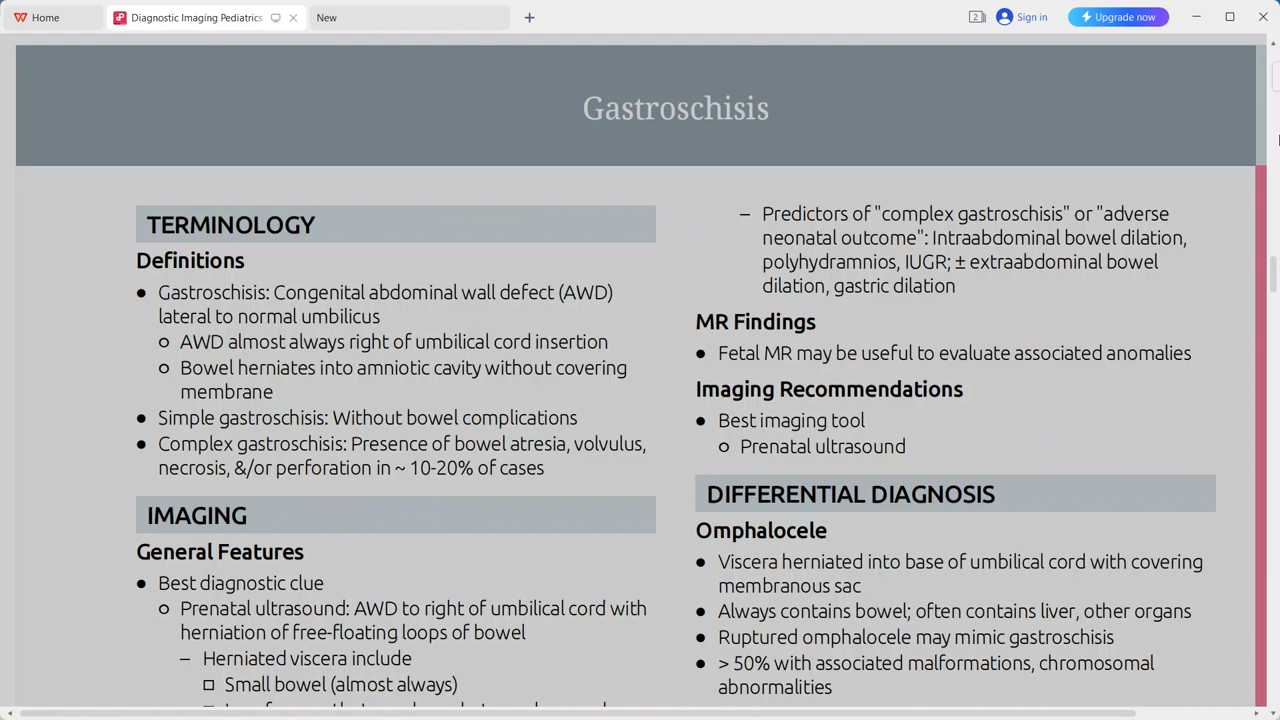 Home
Diagnostic Imaging Pediatrics
New
2
Sign in
Upgrade now
Gastroschisis
TERMINOLOGY
Definitions
● Gastroschisis: Congenital abdominal wall defect (AWD)
lateral to normal umbilicus
○ AWD almost always right of umbilical cord insertion
○ Bowel herniates into amniotic cavity without covering
membrane
● Simple gastroschisis: Without bowel complications
● Complex gastroschisis: Presence of bowel atresia, volvulus,
necrosis, &/or perforation in ~ 10-20% of cases
IMAGING
General Features
● Best diagnostic clue
○ Prenatal ultrasound: AWD to right of umbilical cord with
herniation of free-floating loops of bowel
– Herniated viscera include
□ Small bowel (almost always)
– Predictors of "complex gastroschisis" or "adverse
neonatal outcome": Intraabdominal bowel dilation,
polyhydramnios, IUGR; ± extraabdominal bowel
dilation, gastric dilation
MR Findings
● Fetal MR may be useful to evaluate associated anomalies
Imaging Recommendations
● Best imaging tool
○ Prenatal ultrasound
DIFFERENTIAL DIAGNOSIS
Omphalocele
● Viscera herniated into base of umbilical cord with covering
membranous sac
● Always contains bowel; often contains liver, other organs
● Ruptured omphalocele may mimic gastroschisis
● > 50% with associated malformations, chromosomal
abnormalities